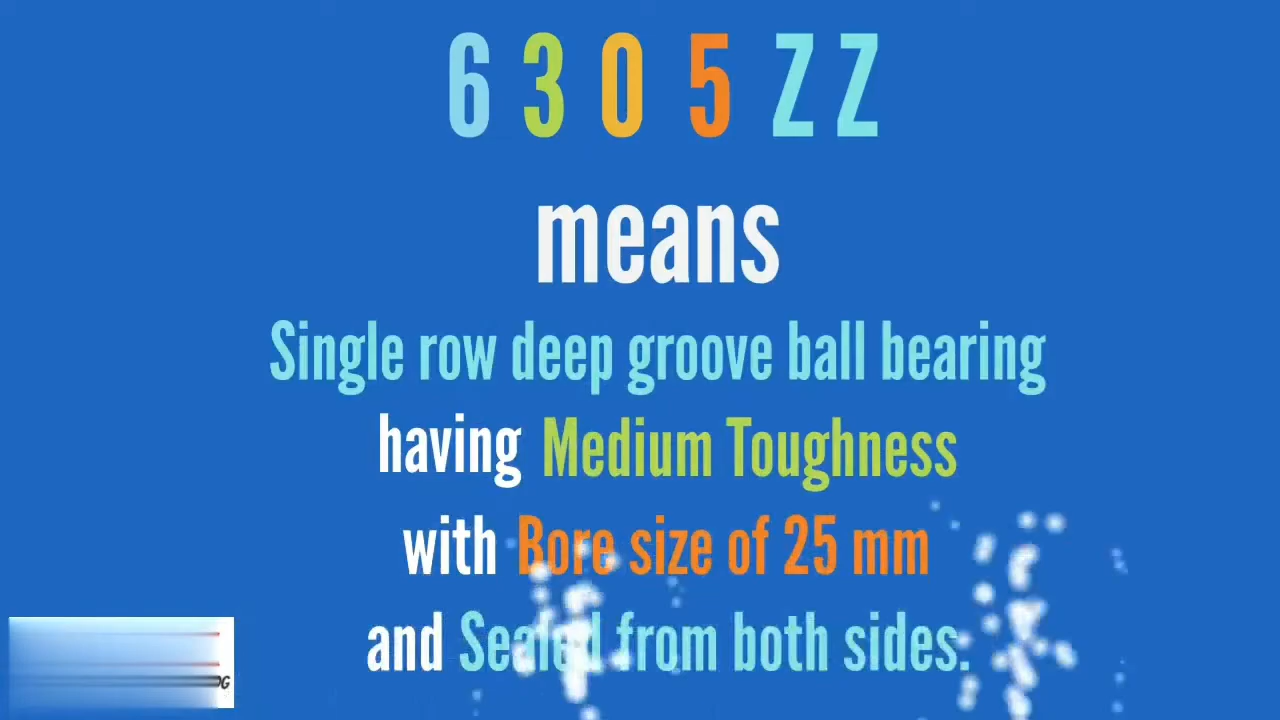 6 3 0 5 Z Z
means
Single row deep groove ball bearing
having Medium Toughness
with Bore size of 25 mm
and Sealed from both sides.